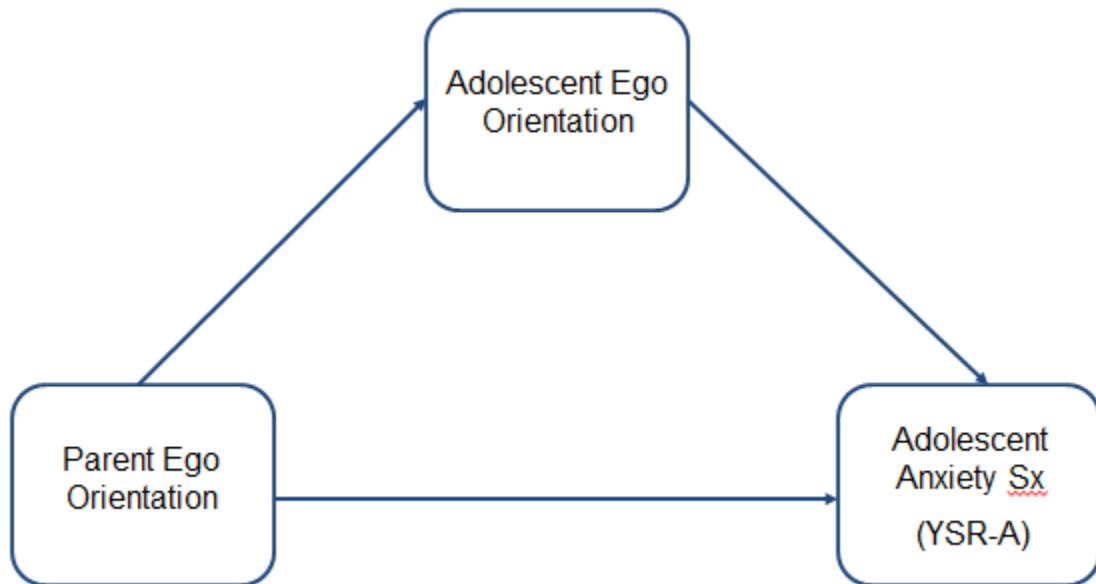 Adolescent Ego
Orientation
Parent Ego
Orientation
Adolescent
Anxiety Sx
(YSR-A)